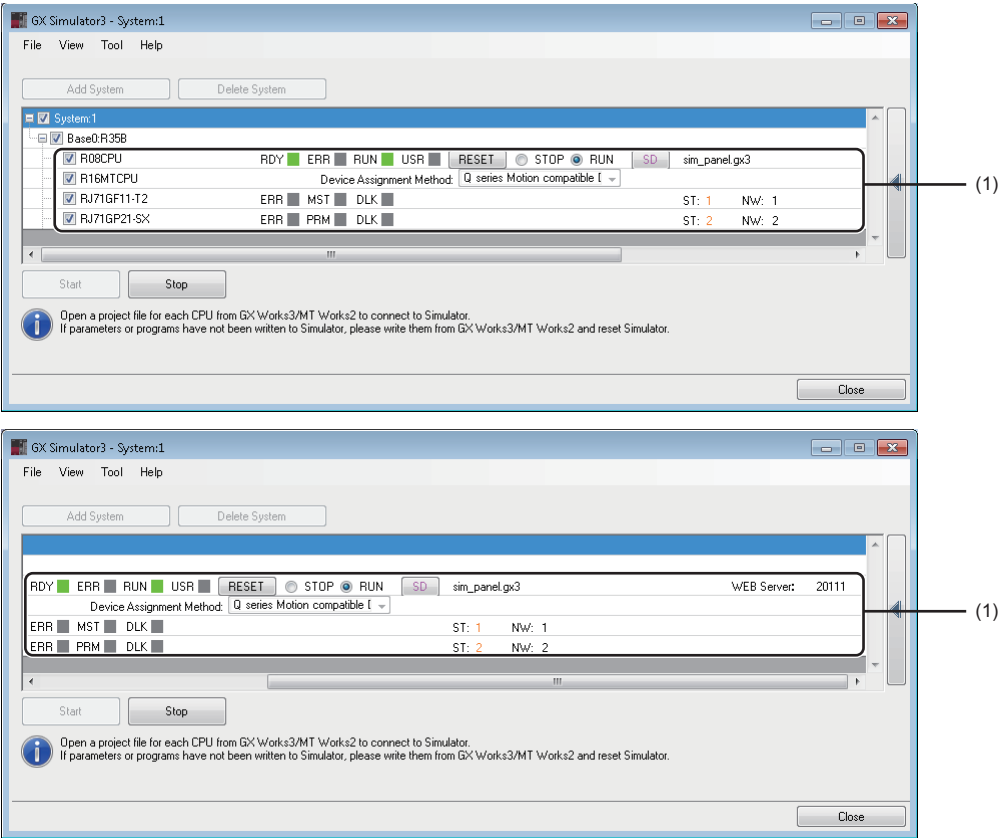 GX Simulator3 - System:1
File View Tool Help
Add System Delete System
System:1
Base0:R35B
R08CPU RDY ERR RUN USR RESET STOP RUN SD sim_panel.gx3
R16MTCPU Device Assignment Method: Q series Motion compatible [
(1)
RJ71GF11-T2 ERR MST DLK ST: 1 NW: 1
RJ71GP21-SX ERR PRM DLK ST: 2 NW: 2
Start Stop
Open a project file for each CPU from GX Works3/MT Works2 to connect to Simulator.
If parameters or programs have not been written to Simulator, please write them from GX Works3/MT Works2 and reset Simulator.
Close
GX Simulator3 - System:1
File View Tool Help
Add System Delete System
RDY ERR RUN USR RESET STOP RUN SD sim_panel.gx3 WEB Server: 20111
Device Assignment Method: Q series Motion compatible [
(1)
ERR MST DLK ST: 1 NW: 1
ERR PRM DLK ST: 2 NW: 2
Start Stop
Open a project file for each CPU from GX Works3/MT Works2 to connect to Simulator.
If parameters or programs have not been written to Simulator, please write them from GX Works3/MT Works2 and reset Simulator.
Close